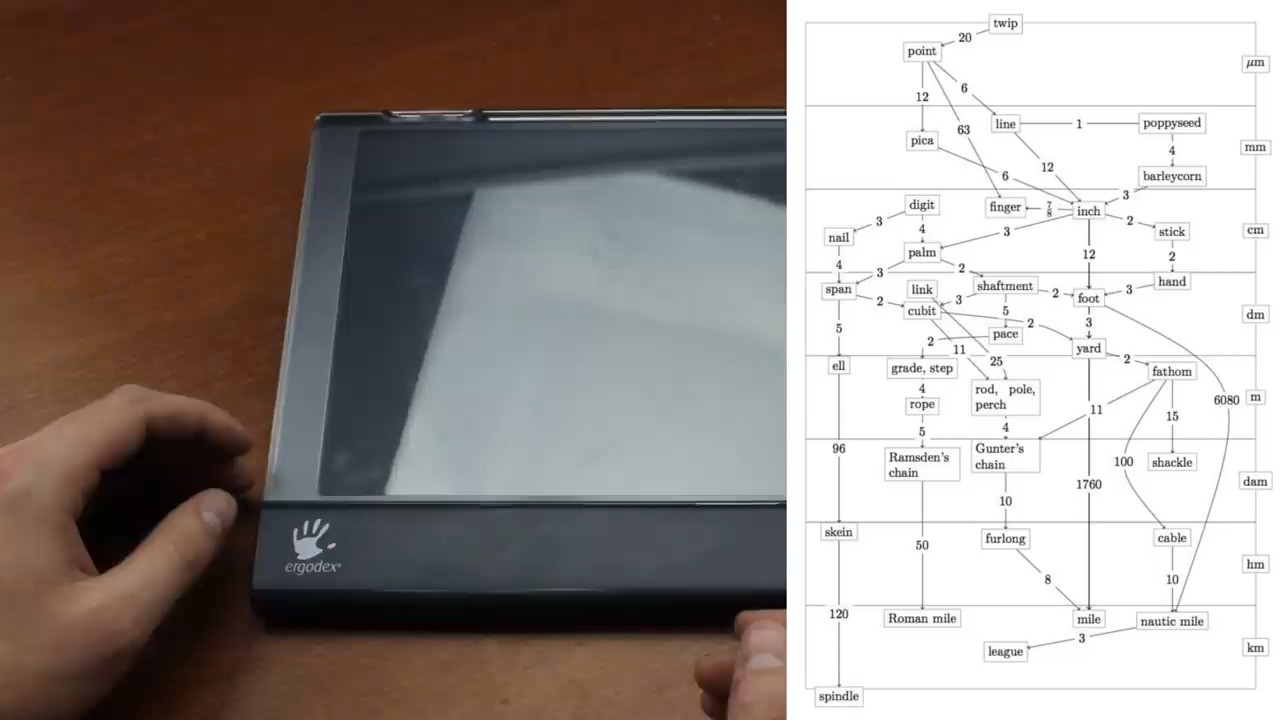 ergodex
twip
20
point
μm
12
6
63
line
1
poppyseed
pica
mm
4
12
6
barleycorn
3
digit
finger
7/8
inch
3
2
cm
nail
4
stick
3
palm
12
2
4
3
2
hand
span
link
shaftment
2
foot
3
2
3
cubit
5
2
3
dm
5
pace
2
11
25
yard
2
ell
grade, step
fathom
4
rod, pole,
perch
6080
m
rope
11
15
5
4
96
Ramsden's
chain
Gunter's
chain
100
shackle
10
1760
dam
skein
50
furlong
cable
8
10
hm
120
Roman mile
mile
nautic mile
3
league
km
spindle